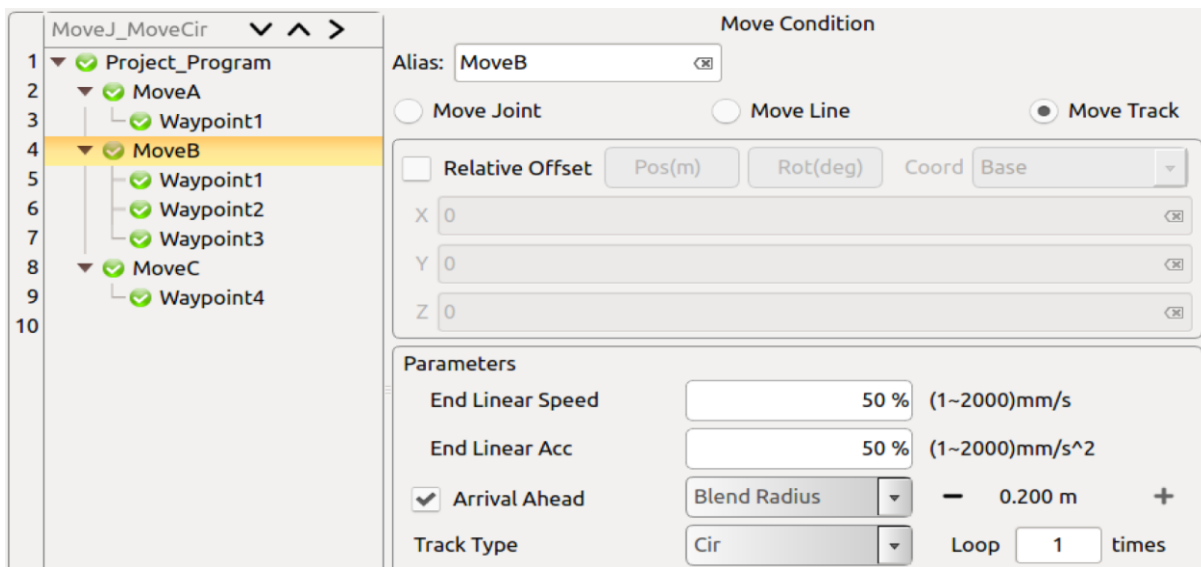 MoveJ_MoveCir
1 Project_Program
2 MoveA
3 Waypoint1
4 MoveB
5 Waypoint1
6 Waypoint2
7 Waypoint3
8 MoveC
9 Waypoint4
10
Move Condition
Alias: MoveB
Move Joint Move Line Move Track
Relative Offset Pos(m) Rot(deg) Coord Base
X 0
Y 0
Z 0
Parameters
End Linear Speed 50 % (1~2000)mm/s
End Linear Acc 50 % (1~2000)mm/s^2
Arrival Ahead Blend Radius − 0.200 m +
Track Type Cir Loop 1 times